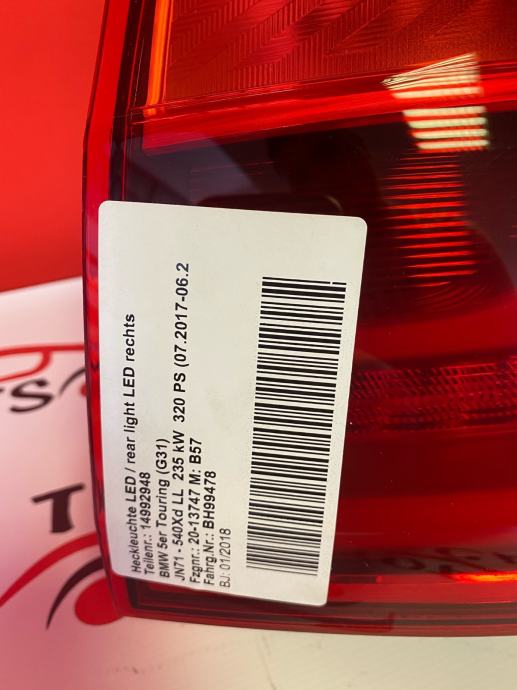 Heckleuchte LED / rear light LED rechts
Teilenr.: 14992948
BMW 5er Touring (G31)
JN71 - 540Xd LL 235 kW 320 PS (07.2017-06.2
Fzgnr.: 20-13747 M: B57
Fahrg.Nr.: BH99478
BJ: 01/2018